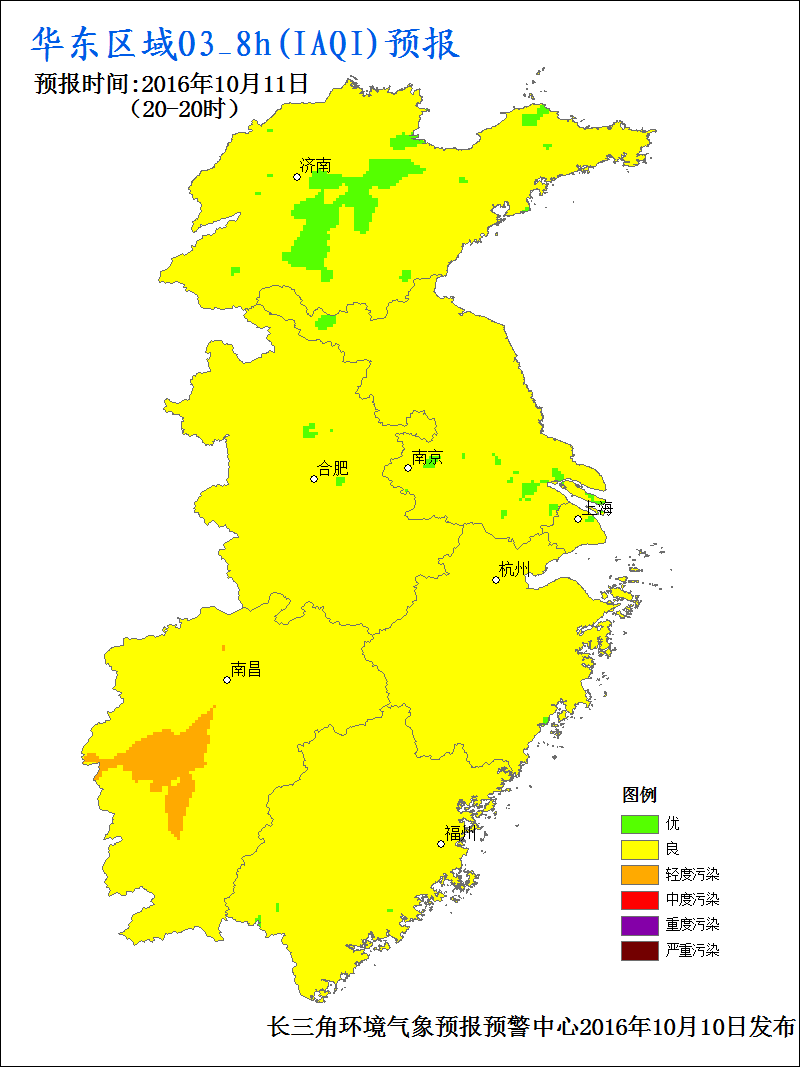 华东区域O3_8h(IAQI)预报
预报时间:2016年10月11日
（20-20时）
济南
南京
合肥
上海
杭州
南昌
福州
图例
优
良
轻度污染
中度污染
重度污染
严重污染
长三角环境气象预报预警中心2016年10月10日发布